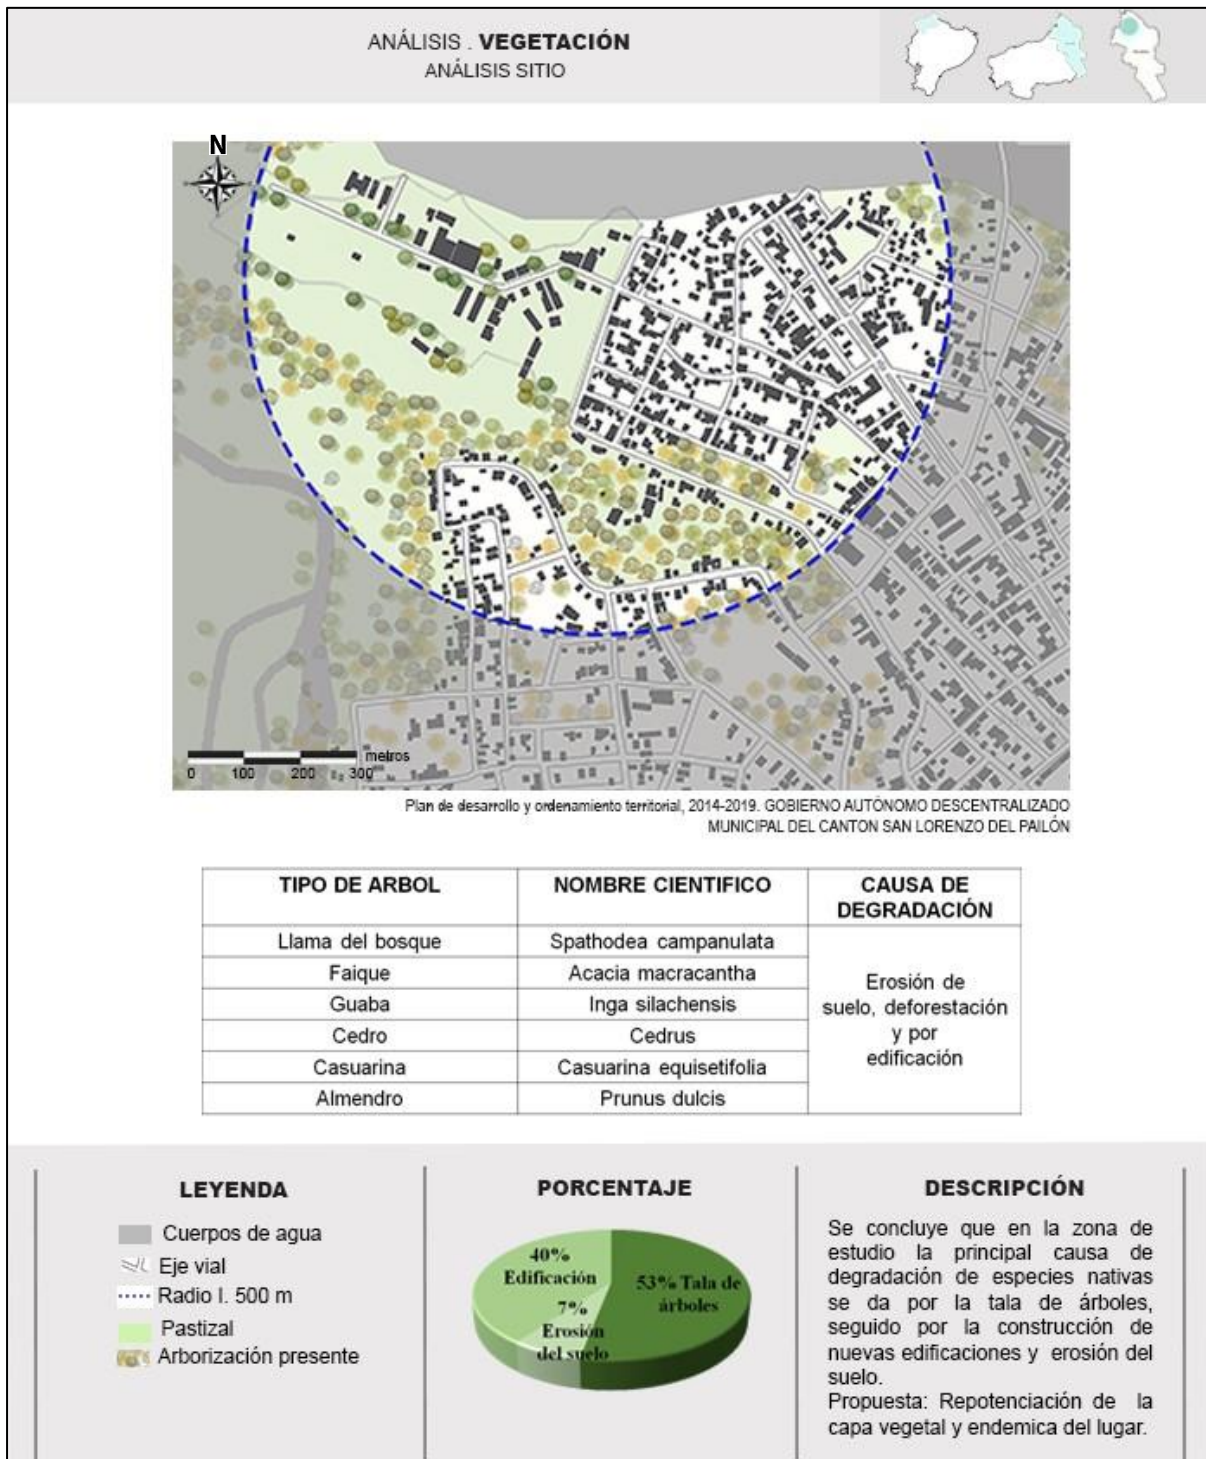 ANÁLISIS . VEGETACIÓN
ANÁLISIS SITIO
N
metros
0 100 200 300
Plan de desarrollo y ordenamiento territorial, 2014-2019. GOBIERNO AUTÓNOMO DESCENTRALIZADO
MUNICIPAL DEL CANTON SAN LORENZO DEL PAILÓN
TIPO DE ARBOL NOMBRE CIENTIFICO CAUSA DE DEGRADACIÓN
Llama del bosque Spathodea campanulata
Faique Acacia macracantha
Guaba Inga silachensis
Cedro Cedrus
Casuarina Casuarina equisetifolia
Almendro Prunus dulcis
Erosión de
suelo, deforestación
y por
edificación
LEYENDA
Cuerpos de agua
Eje vial
Radio I. 500 m
Pastizal
Arborización presente
PORCENTAJE
40%
Edificación
53% Tala de
árboles
7%
Erosión
del suelo
DESCRIPCIÓN
Se concluye que en la zona de
estudio la principal causa de
degradación de especies nativas
se da por la tala de árboles,
seguido por la construcción de
nuevas edificaciones y erosión del
suelo.
Propuesta: Repotenciación de la
capa vegetal y endemica del lugar.